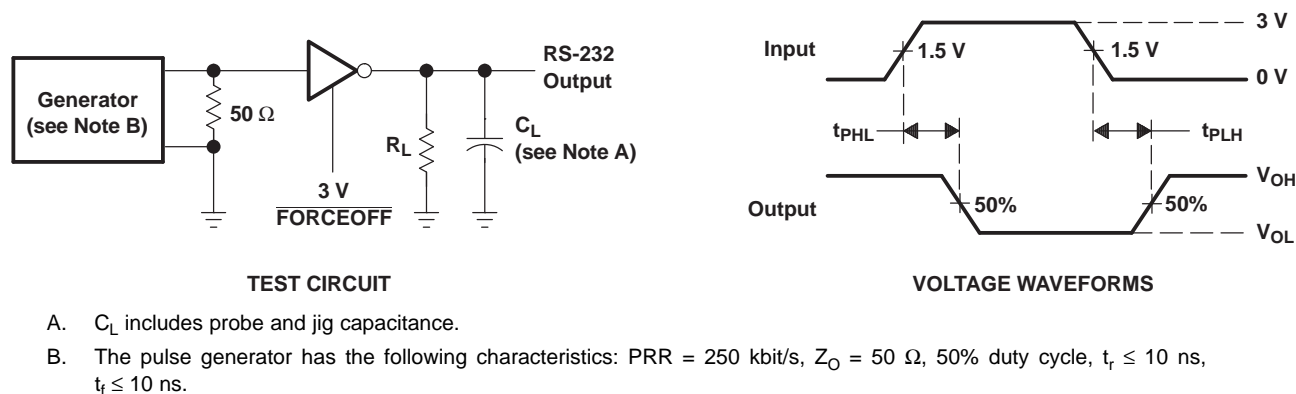 Generator
(see Note B)
50 Ω
3 V
FORCEOFF
RL
CL
(see Note A)
RS-232
Output
TEST CIRCUIT
Input
1.5 V
1.5 V
3 V
0 V
tPHL
tPLH
Output
50%
50%
VOH
VOL
VOLTAGE WAVEFORMS
A. CL includes probe and jig capacitance.
B. The pulse generator has the following characteristics: PRR = 250 kbit/s, ZO = 50 Ω, 50% duty cycle, tr ≤ 10 ns,
tf ≤ 10 ns.